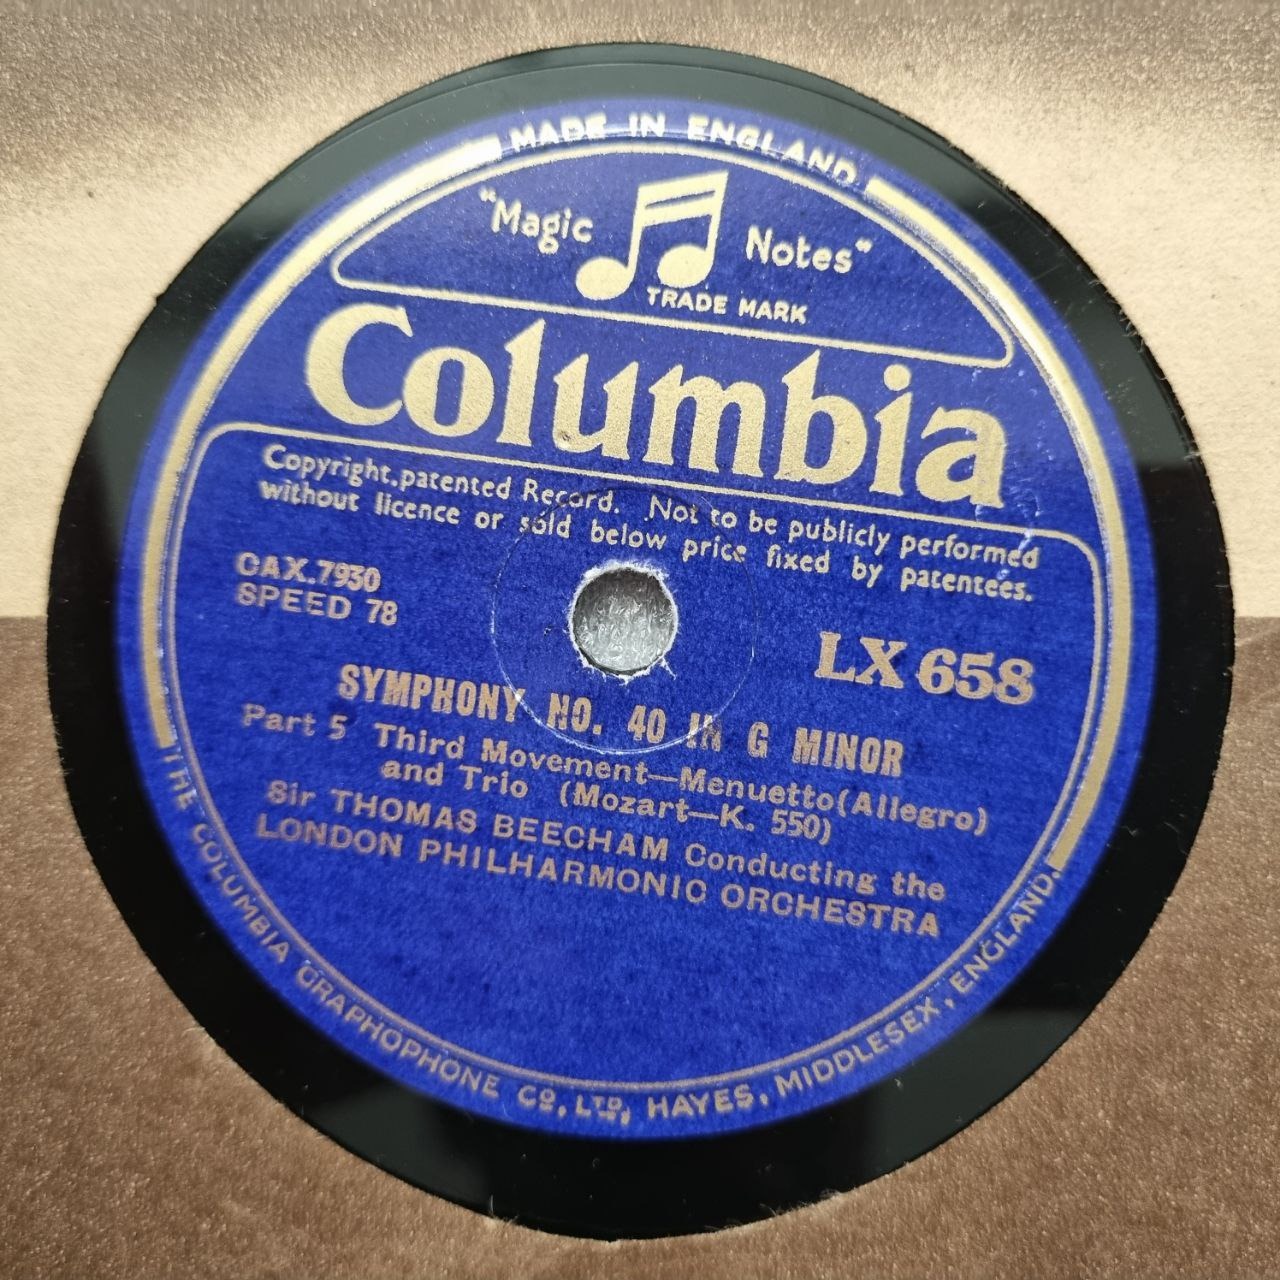 MADE IN ENGLAND
"Magic Notes"
TRADE MARK
Columbia
Copyright, patented Record. Not to be publicly performed
without licence or sold below price fixed by patentees.
CAX.7930
SPEED 78
LX 658
SYMPHONY NO. 40 IN G MINOR
Part 5 Third Movement—Menuetto(Allegro)
and Trio (Mozart—K. 550)
Sir THOMAS BEECHAM Conducting the
LONDON PHILHARMONIC ORCHESTRA
THE COLUMBIA GRAPHOPHONE CO, LTD, HAYES, MIDDLESEX, ENGLAND.